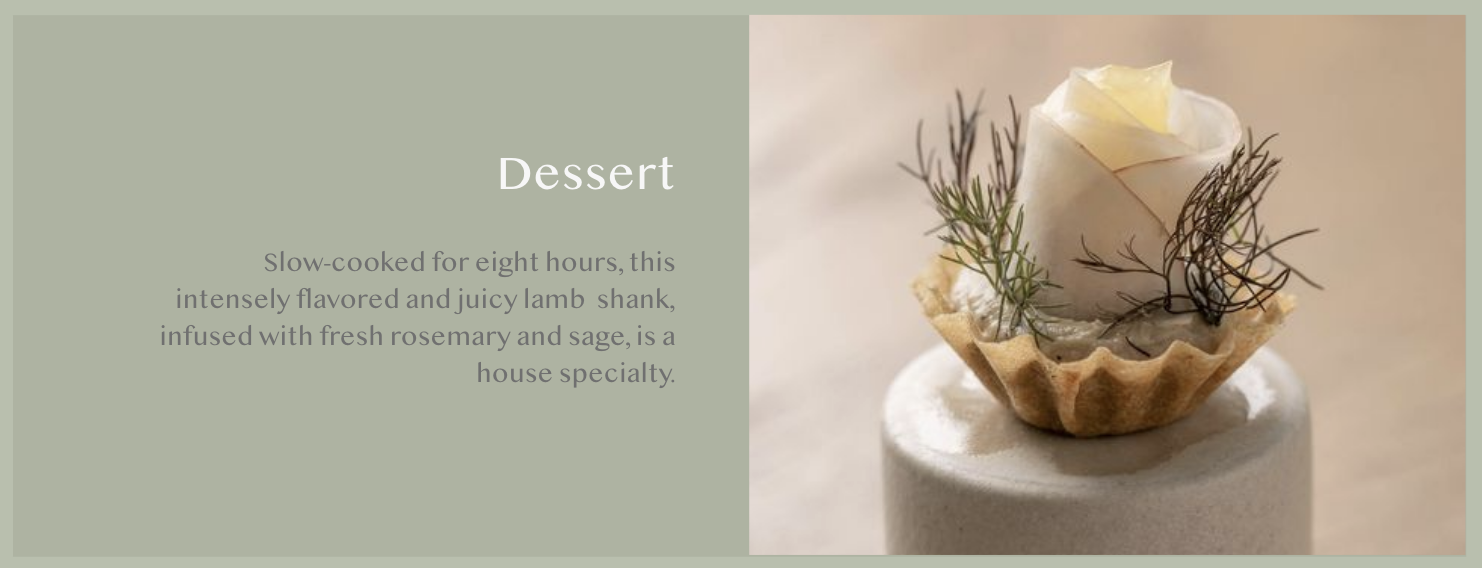 Dessert
Slow-cooked for eight hours, this
intensely flavored and juicy lamb  shank,
infused with fresh rosemary and sage, is a
house specialty.